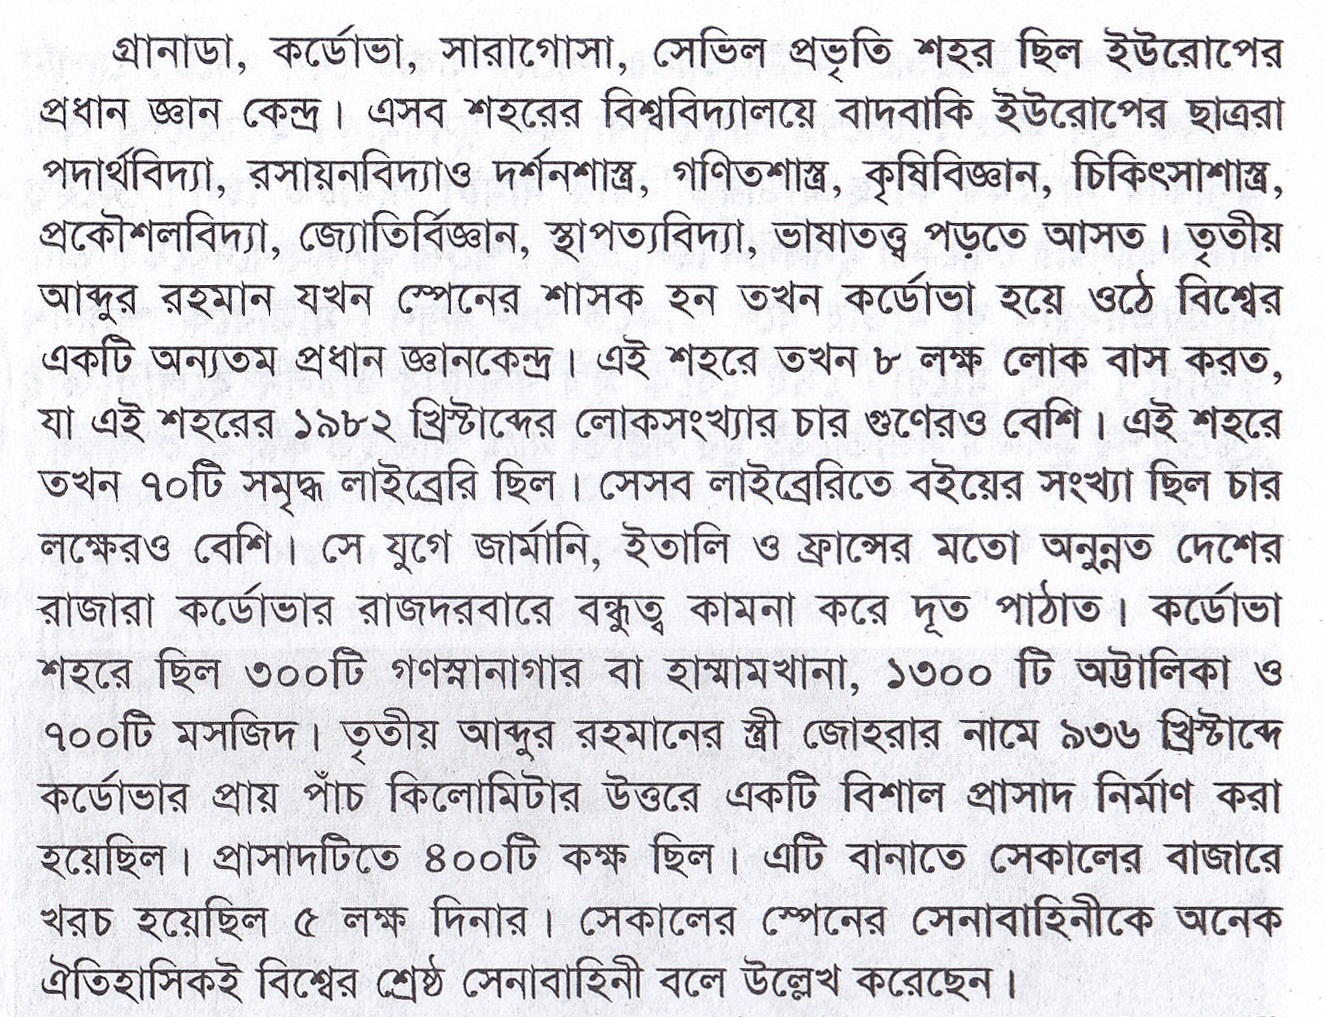 গ্রানাডা, কর্ডোভা, সারাগোসা, সেভিল প্রভৃতি শহর ছিল ইউরোপের
প্রধান জ্ঞান কেন্দ্র। এসব শহরের বিশ্ববিদ্যালয়ে বাদবাকি ইউরোপের ছাত্ররা
পদার্থবিদ্যা, রসায়নবিদ্যাও দর্শনশাস্ত্র, গণিতশাস্ত্র, কৃষিবিজ্ঞান, চিকিৎসাশাস্ত্র,
প্রকৌশলবিদ্যা, জ্যোতির্বিজ্ঞান, স্থাপত্যবিদ্যা, ভাষাতত্ত্ব পড়তে আসত। তৃতীয়
আব্দুর রহমান যখন স্পেনের শাসক হন তখন কর্ডোভা হয়ে ওঠে বিশ্বের
একটি অন্যতম প্রধান জ্ঞানকেন্দ্র। এই শহরে তখন ৮ লক্ষ লোক বাস করত,
যা এই শহরের ১৯৮২ খ্রিস্টাব্দের লোকসংখ্যার চার গুণেরও বেশি। এই শহরে
তখন ৭০টি সমৃদ্ধ লাইব্রেরি ছিল। সেসব লাইব্রেরিতে বইয়ের সংখ্যা ছিল চার
লক্ষেরও বেশি। সে যুগে জার্মানি, ইতালি ও ফ্রান্সের মতো অনুন্নত দেশের
রাজারা কর্ডোভার রাজদরবারে বন্ধুত্ব কামনা করে দূত পাঠাত। কর্ডোভা
শহরে ছিল ৩০০টি গণস্নানাগার বা হাম্মামখানা, ১৩০০ টি অট্টালিকা ও
৭০০টি মসজিদ। তৃতীয় আব্দুর রহমানের স্ত্রী জোহরার নামে ৯৩৬ খ্রিস্টাব্দে
কর্ডোভার প্রায় পাঁচ কিলোমিটার উত্তরে একটি বিশাল প্রাসাদ নির্মাণ করা
হয়েছিল। প্রাসাদটিতে ৪০০টি কক্ষ ছিল। এটি বানাতে সেকালের বাজারে
খরচ হয়েছিল ৫ লক্ষ দিনার। সেকালের স্পেনের সেনাবাহিনীকে অনেক
ঐতিহাসিকই বিশ্বের শ্রেষ্ঠ সেনাবাহিনী বলে উল্লেখ করেছেন।